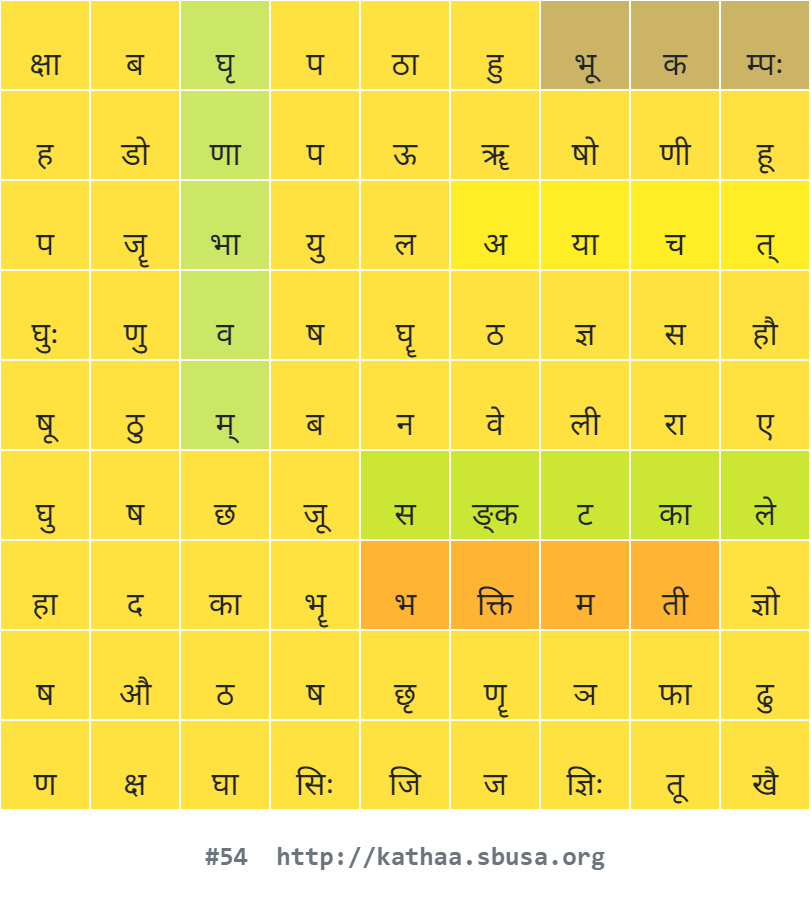 क्षा ब घृ प ठा हु भू क म्पः
ह डो णा प ऊ ॠ षो णी हू
प जॄ भा यु ल अ या च त्
घुः णु व ष घॄ ठ ज्ञ स हौ
षू ठु म् ब न वे ली रा ए
घु ष छ जू स ङ्क ट का ले
हा द का भॄ भ क्ति म ती ज्ञो
ष औ ठ ष छृ णॄ ञ फा ढु
ण क्ष घा सिः जि ज ज्ञिः तू खै
#54 http://kathaa.sbusa.org